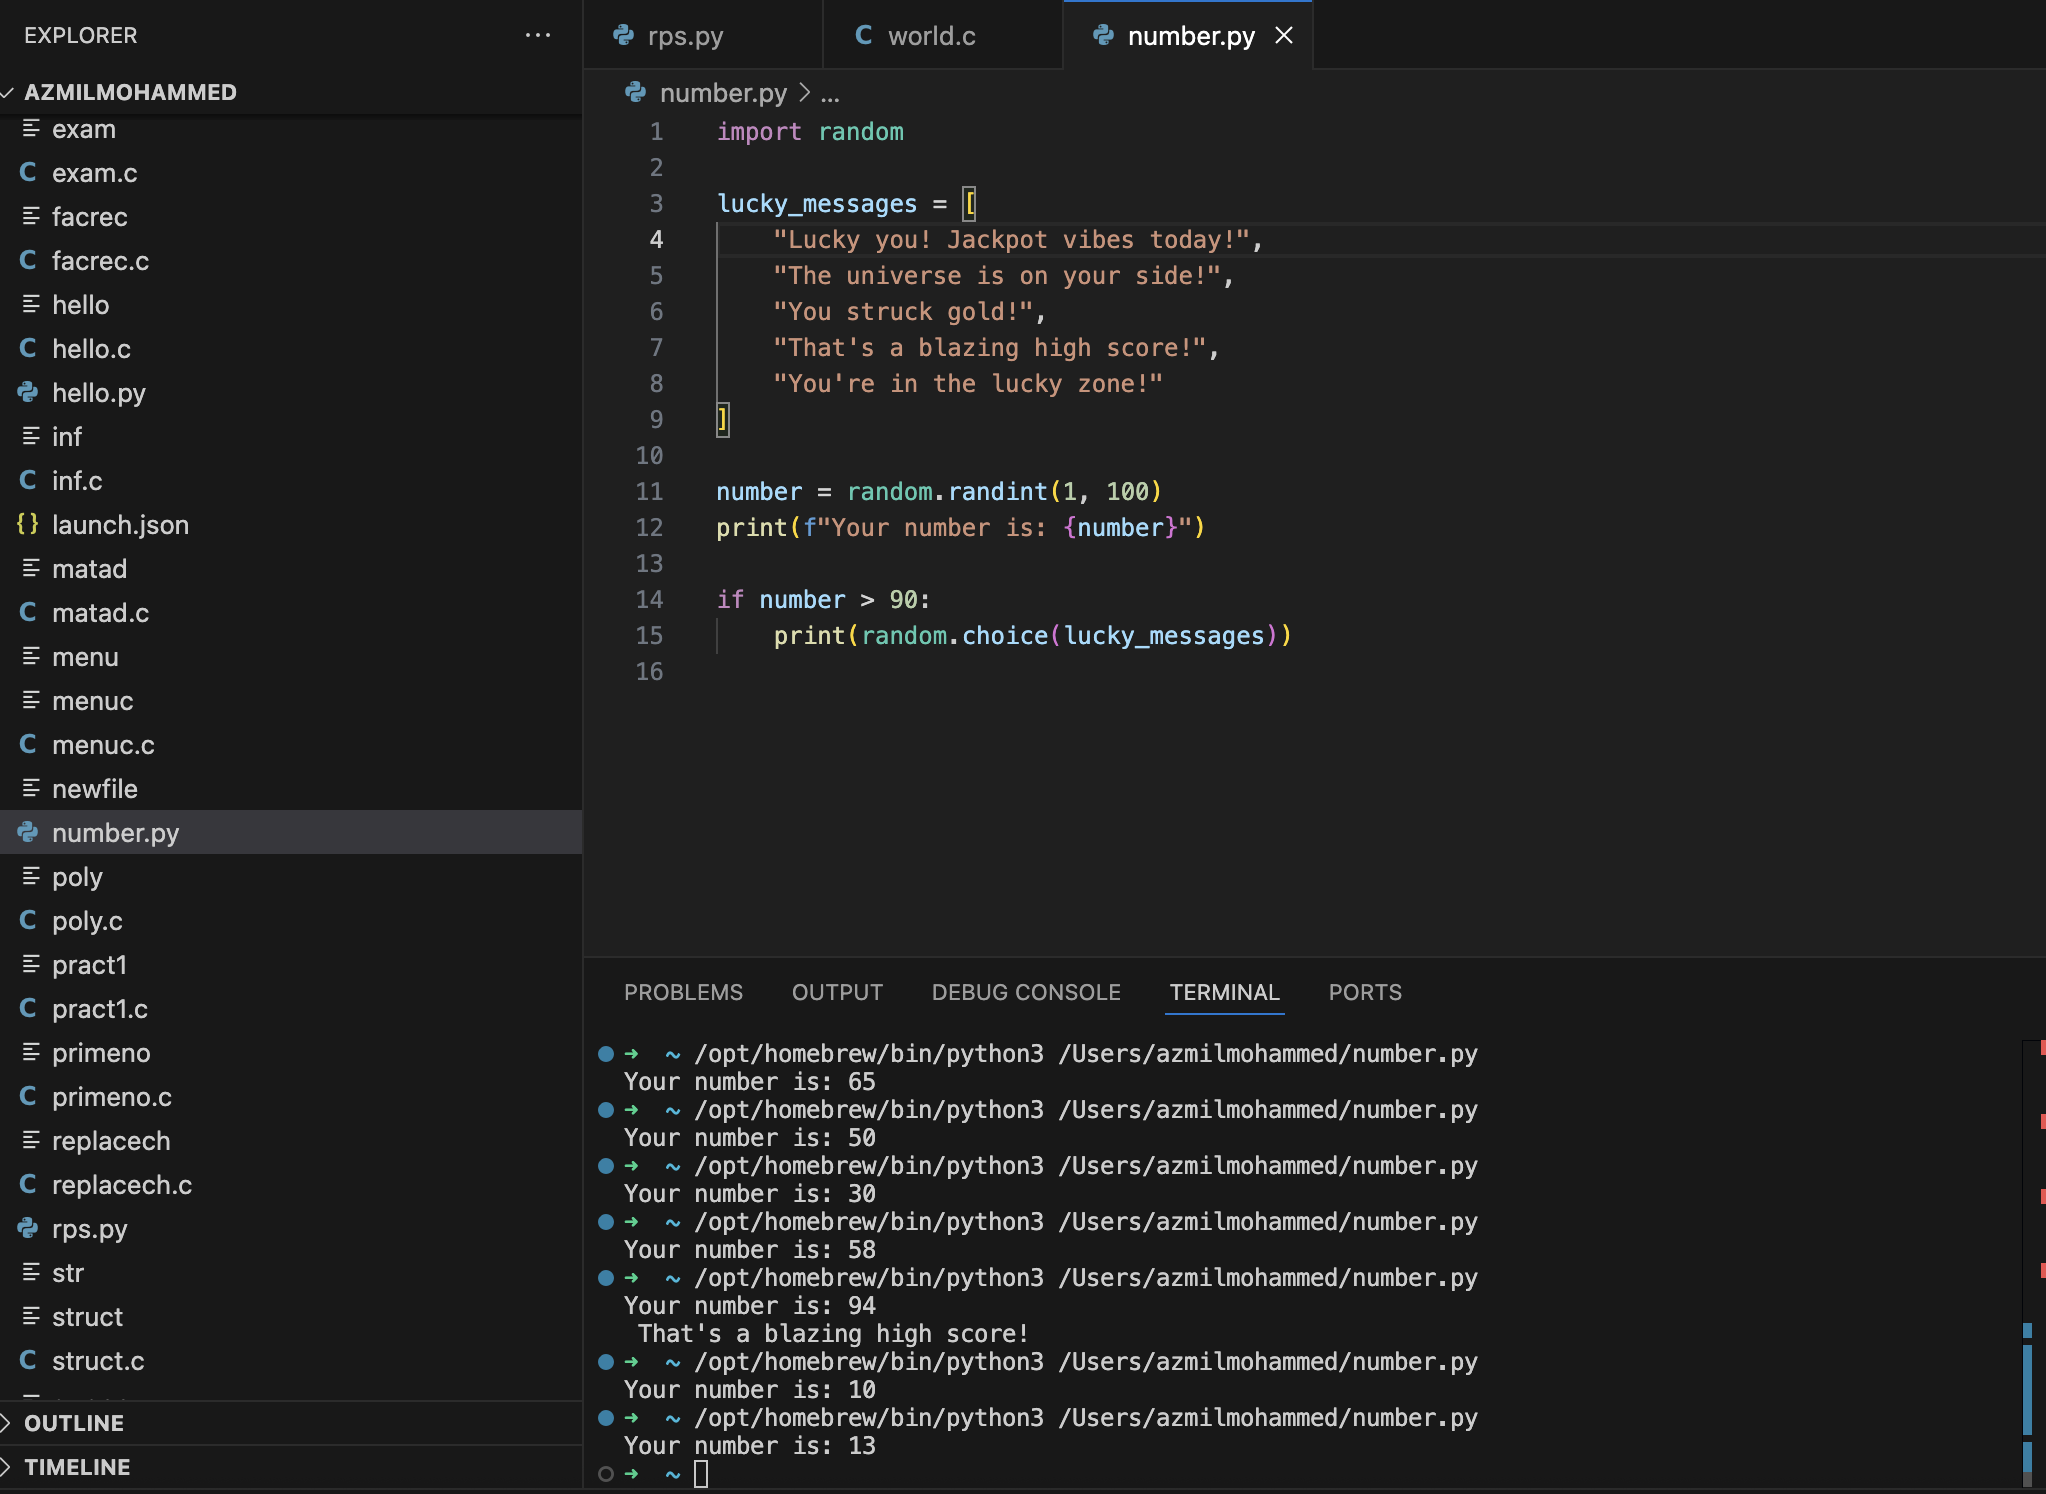 EXPLORER
AZMILMOHAMMED
exam
exam.c
facrec
facrec.c
hello
hello.c
hello.py
inf
inf.c
launch.json
matad
matad.c
menu
menuc
menuc.c
newfile
number.py
poly
poly.c
pract1
pract1.c
primeno
primeno.c
replacech
replacech.c
rps.py
str
struct
struct.c
OUTLINE
TIMELINE
rps.py
world.c
number.py
number.py > ...
1 import random
2
3 lucky_messages = [
4 "Lucky you! Jackpot vibes today!",
5 "The universe is on your side!",
6 "You struck gold!",
7 "That's a blazing high score!",
8 "You're in the lucky zone!"
9 ]
10
11 number = random.randint(1, 100)
12 print(f"Your number is: {number}")
13
14 if number > 90:
15 print(random.choice(lucky_messages))
16
PROBLEMS OUTPUT DEBUG CONSOLE TERMINAL PORTS
➜ ~ /opt/homebrew/bin/python3 /Users/azmilmohammed/number.py
Your number is: 65
➜ ~ /opt/homebrew/bin/python3 /Users/azmilmohammed/number.py
Your number is: 50
➜ ~ /opt/homebrew/bin/python3 /Users/azmilmohammed/number.py
Your number is: 30
➜ ~ /opt/homebrew/bin/python3 /Users/azmilmohammed/number.py
Your number is: 58
➜ ~ /opt/homebrew/bin/python3 /Users/azmilmohammed/number.py
Your number is: 94
That's a blazing high score!
➜ ~ /opt/homebrew/bin/python3 /Users/azmilmohammed/number.py
Your number is: 10
➜ ~ /opt/homebrew/bin/python3 /Users/azmilmohammed/number.py
Your number is: 13
➜ ~